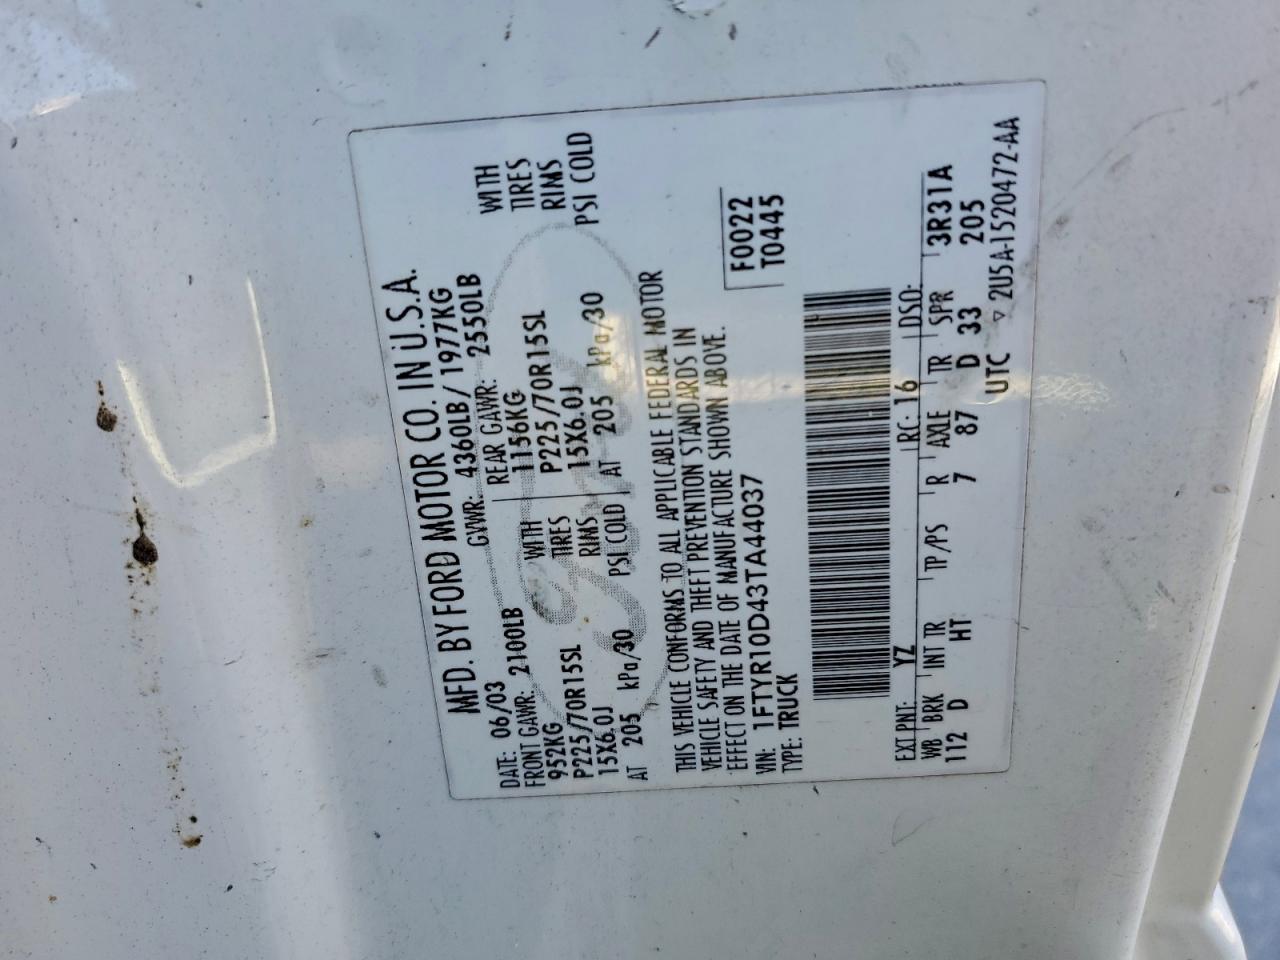 MFD. BY FORD MOTOR CO. IN U.S.A.
DATE: 06/03 GVWR: 4360LB/ 1977KG
FRONT GAWR: 2100LB REAR GAWR: 2550LB
952KG WITH 1156KG WITH
P225/70R15SL TIRES P225/70R15SL TIRES
15X6.0J RIMS 15X6.0J RIMS
AT 205 kPa/30 PSI COLD AT 205 kPa/30 PSI COLD
THIS VEHICLE CONFORMS TO ALL APPLICABLE FEDERAL MOTOR
VEHICLE SAFETY AND THEFT PREVENTION STANDARDS IN
EFFECT ON THE DATE OF MANUFACTURE SHOWN ABOVE.
VIN: 1FTYR10D43TA44037 F0022
TYPE: TRUCK T0445
EXT PNT: YZ RC: 16 DSO:
WB BRK INT TR TP/PS R AXLE TR SPR 3R31A
112 D HT 7 87 D 33 205
UTC ▽ 2U5A-1520472-AA